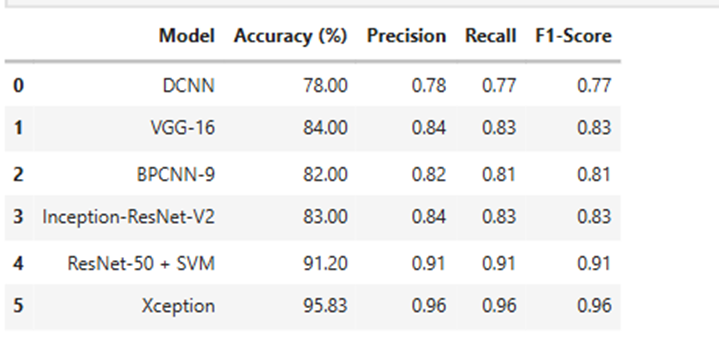 Model Accuracy (%) Precision Recall F1-Score
0 DCNN 78.00 0.78 0.77 0.77
1 VGG-16 84.00 0.84 0.83 0.83
2 BPCNN-9 82.00 0.82 0.81 0.81
3 Inception-ResNet-V2 83.00 0.84 0.83 0.83
4 ResNet-50 + SVM 91.20 0.91 0.91 0.91
5 Xception 95.83 0.96 0.96 0.96